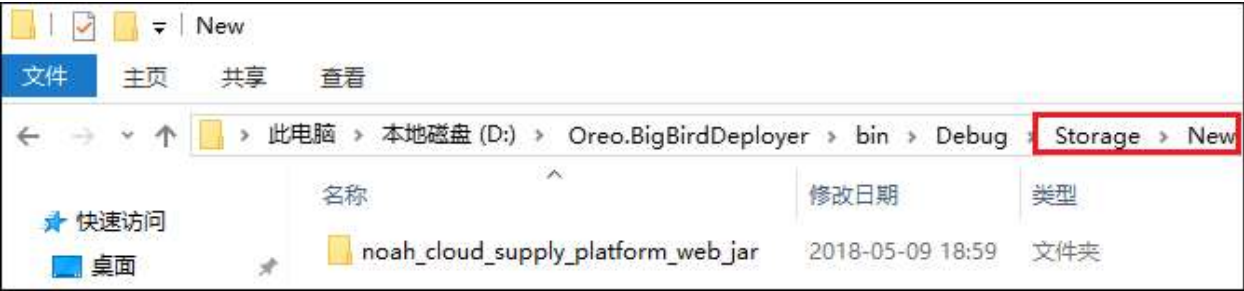 New
文件 主页 共享 查看
此电脑 > 本地磁盘 (D:) > Oreo.BigBirdDeployer > bin > Debug > Storage > New
名称 修改日期 类型
快速访问
noah_cloud_supply_platform_web_jar 2018-05-09 18:59 文件夹
桌面